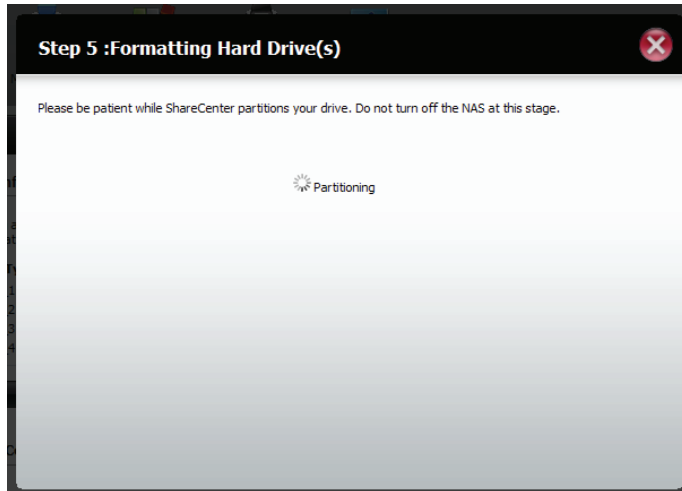 Step 5 :Formatting Hard Drive(s)
Please be patient while ShareCenter partitions your drive. Do not turn off the NAS at this stage.
Partitioning